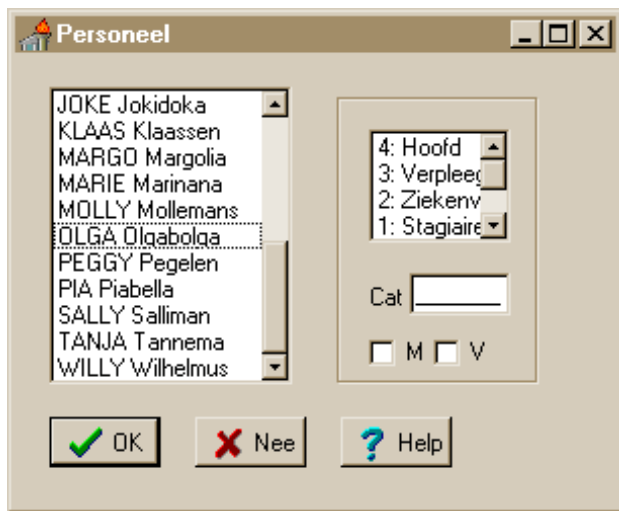 Personeel
JOKE Jokidoka
KLAAS Klaassen
MARGO Margolia
MARIE Marinana
MOLLY Mollemans
OLGA Olgabolga
PEGGY Pegelen
PIA Piabella
SALLY Salliman
TANJA Tannema
WILLY Wilhelmus
4: Hoofd
3: Verpleeg
2: Ziekenv
1: Stagiaire
Cat
M V
OK Nee Help